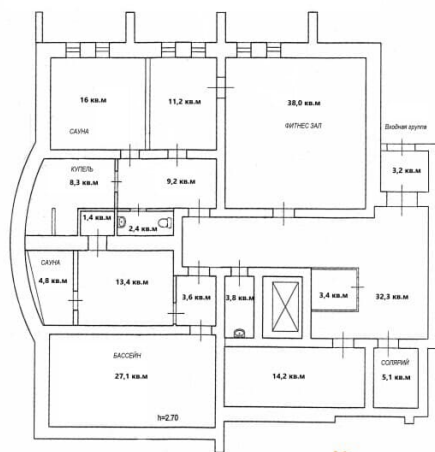 16 кв.м
11,2 кв.м
38,0 кв.м
САУНА
ФИТНЕС ЗАЛ
Входная группа
КУПЕЛЬ
8,3 кв.м
9,2 кв.м
3,2 кв.м
1,4 кв.м
2,4 кв.м
САУНА
4,8 кв.м
13,4 кв.м
3,6 кв.м
3,8 кв.м
3,4 кв.м
32,3 кв.м
БАССЕЙН
27,1 кв.м
14,2 кв.м
СОЛЯРИЙ
5,1 кв.м
h=2.70